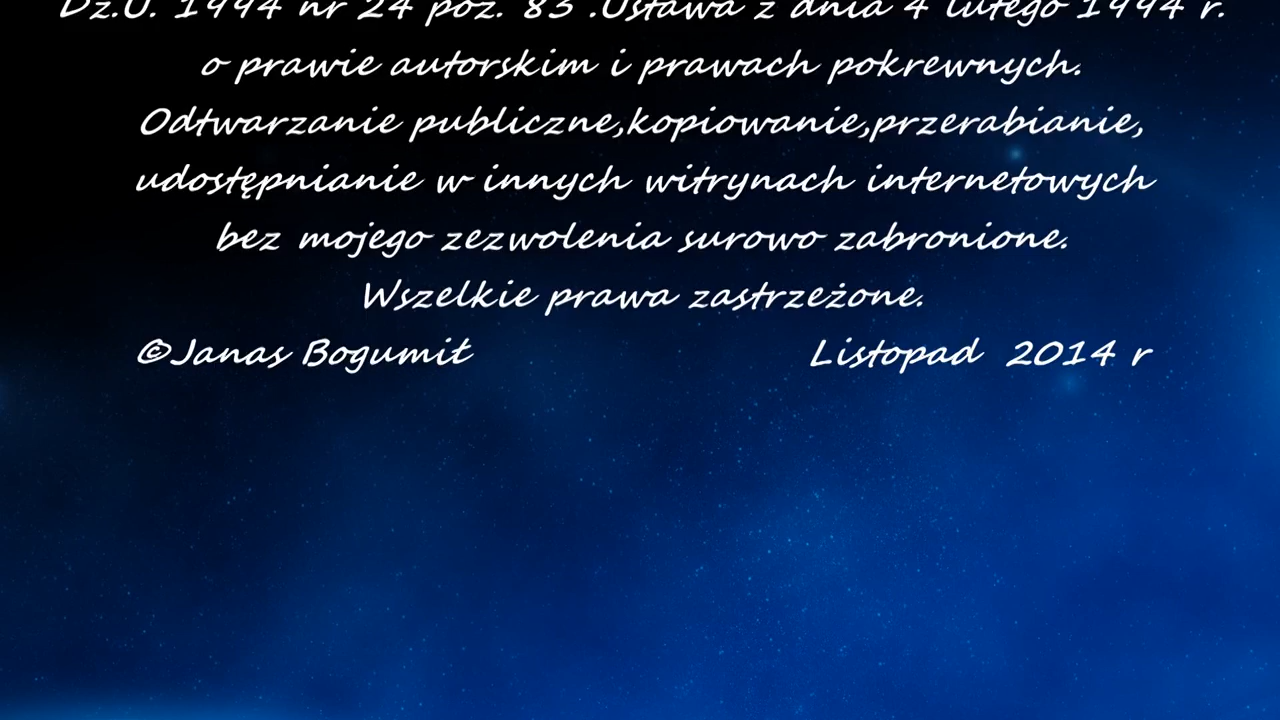 Dz.U. 1994 nr 24 poz. 83 .Ustawa z dnia 4 lutego 1994 r.
o prawie autorskim i prawach pokrewnych.
Odtwarzanie publiczne,kopiowanie,przerabianie,
udostępnianie w innych witrynach internetowych
bez mojego zezwolenia surowo zabronione.
Wszelkie prawa zastrzeżone.
©Janas Bogumił Listopad 2014 r